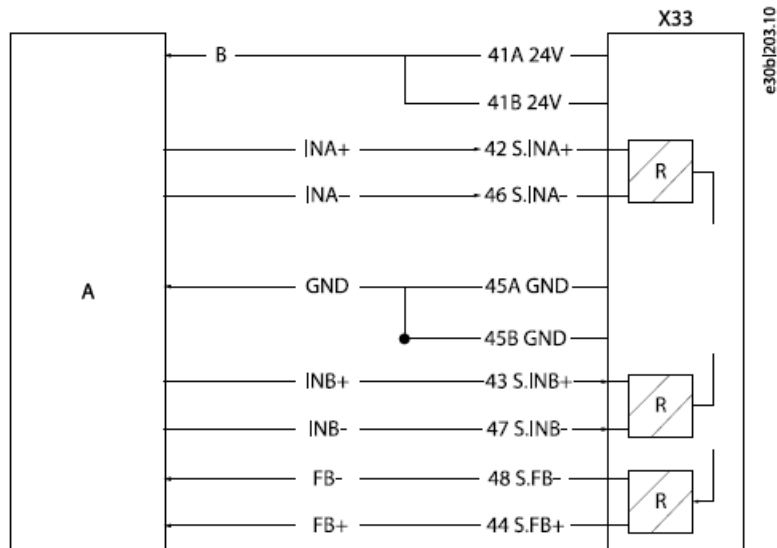 X33
e30bl203.10
B 41A 24V
41B 24V
INA+ 42 S.INA+
R
INA– 46 S.INA-
A
GND 45A GND
45B GND
INB+ 43 S.INB+
R
INB- 47 S.INB-
FB- 48 S.FB-
R
FB+ 44 S.FB+